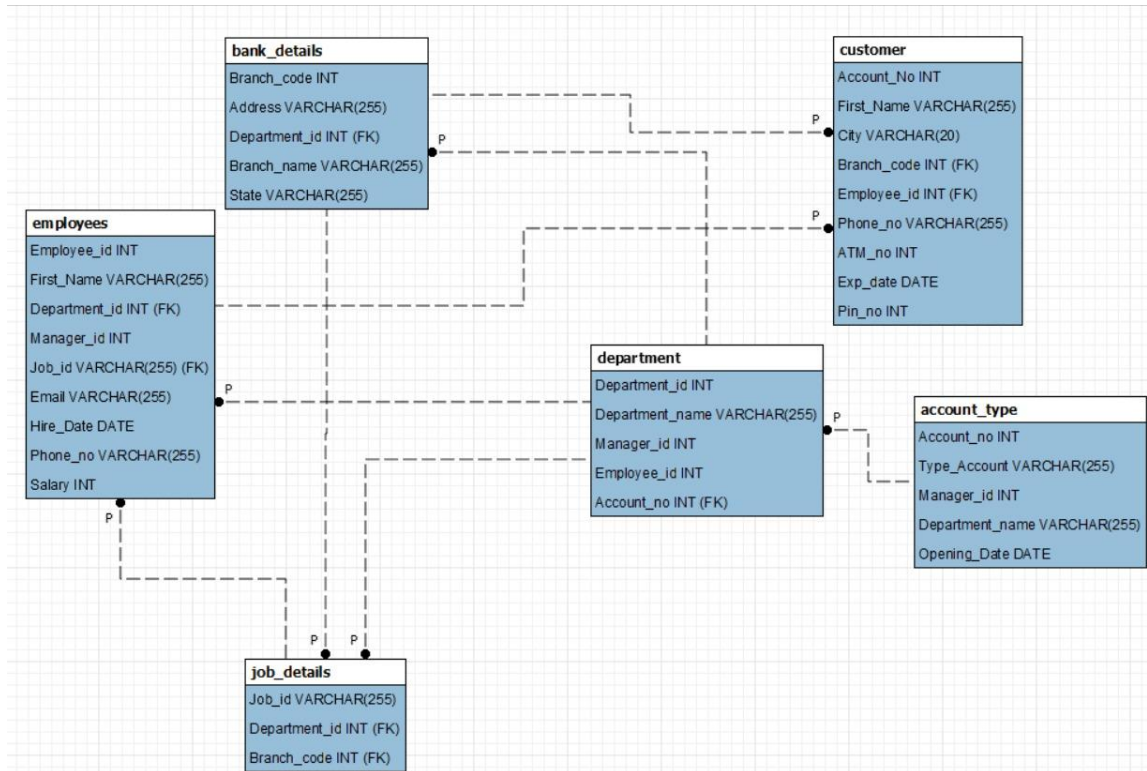 bank_details
Branch_code INT
Address VARCHAR(255)
Department_id INT (FK)
Branch_name VARCHAR(255)
State VARCHAR(255)
customer
Account_No INT
First_Name VARCHAR(255)
City VARCHAR(20)
Branch_code INT (FK)
Employee_id INT (FK)
Phone_no VARCHAR(255)
ATM_no INT
Exp_date DATE
Pin_no INT
P
P
P
employees
Employee_id INT
First_Name VARCHAR(255)
Department_id INT (FK)
Manager_id INT
Job_id VARCHAR(255) (FK)
Email VARCHAR(255)
Hire_Date DATE
Phone_no VARCHAR(255)
Salary INT
P
P
department
Department_id INT
Department_name VARCHAR(255)
Manager_id INT
Employee_id INT
Account_no INT (FK)
P
account_type
Account_no INT
Type_Account VARCHAR(255)
Manager_id INT
Department_name VARCHAR(255)
Opening_Date DATE
P
P
job_details
Job_id VARCHAR(255)
Department_id INT (FK)
Branch_code INT (FK)